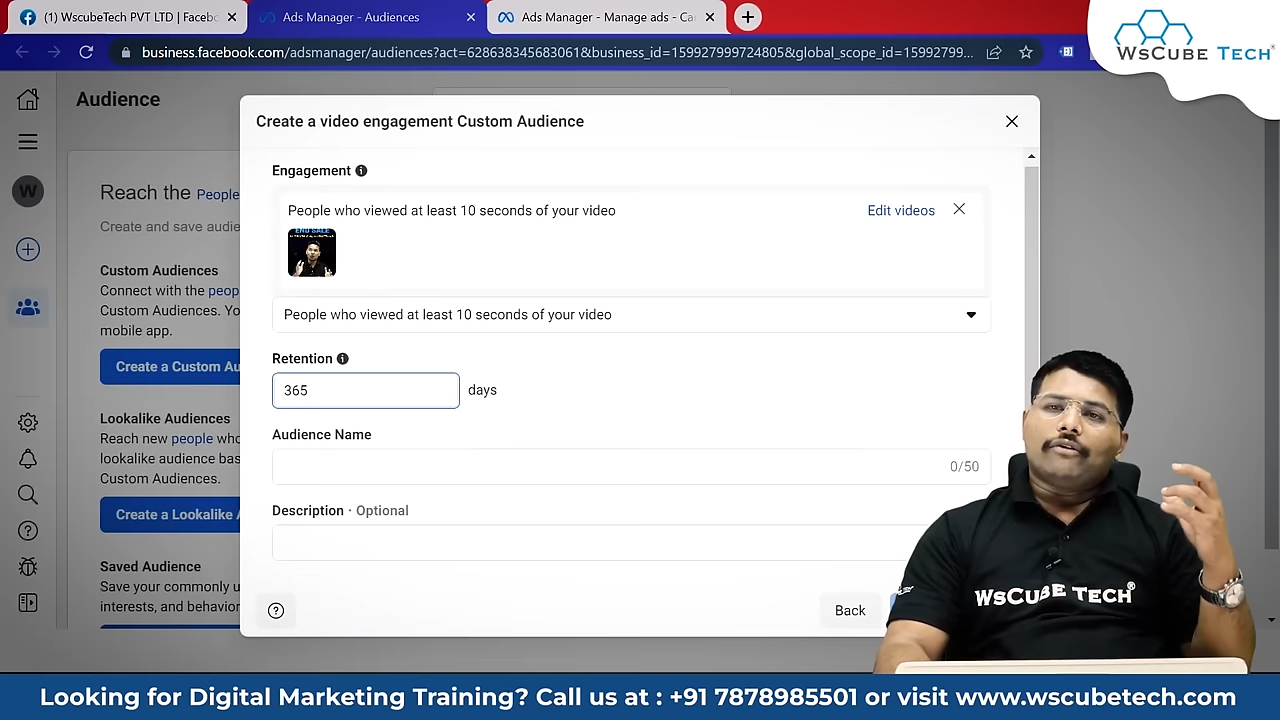 (1) WscubeTech PVT LTD | Faceb
Ads Manager - Audiences
Ads Manager - Manage ads - Ca
business.facebook.com/adsmanager/audiences?act=628638345683061&business_id=159927999724805&global_scope_id=15992799...
WsCube Tech®
Audience
Create a video engagement Custom Audience
Engagement
People who viewed at least 10 seconds of your video
Edit videos
END SALE
People who viewed at least 10 seconds of your video
Retention
365
days
Audience Name
0/50
Description · Optional
Back
W
Reach the People
Create and save audie
Custom Audiences
Connect with the peop
Custom Audiences. Yo
mobile app.
Create a Custom Au
Lookalike Audiences
Reach new people who
lookalike audience bas
Custom Audiences.
Create a Lookalike A
Saved Audience
Save your commonly u
interests, and behavior
WsCube Tech®
Looking for Digital Marketing Training? Call us at : +91 7878985501 or visit www.wscubetech.com